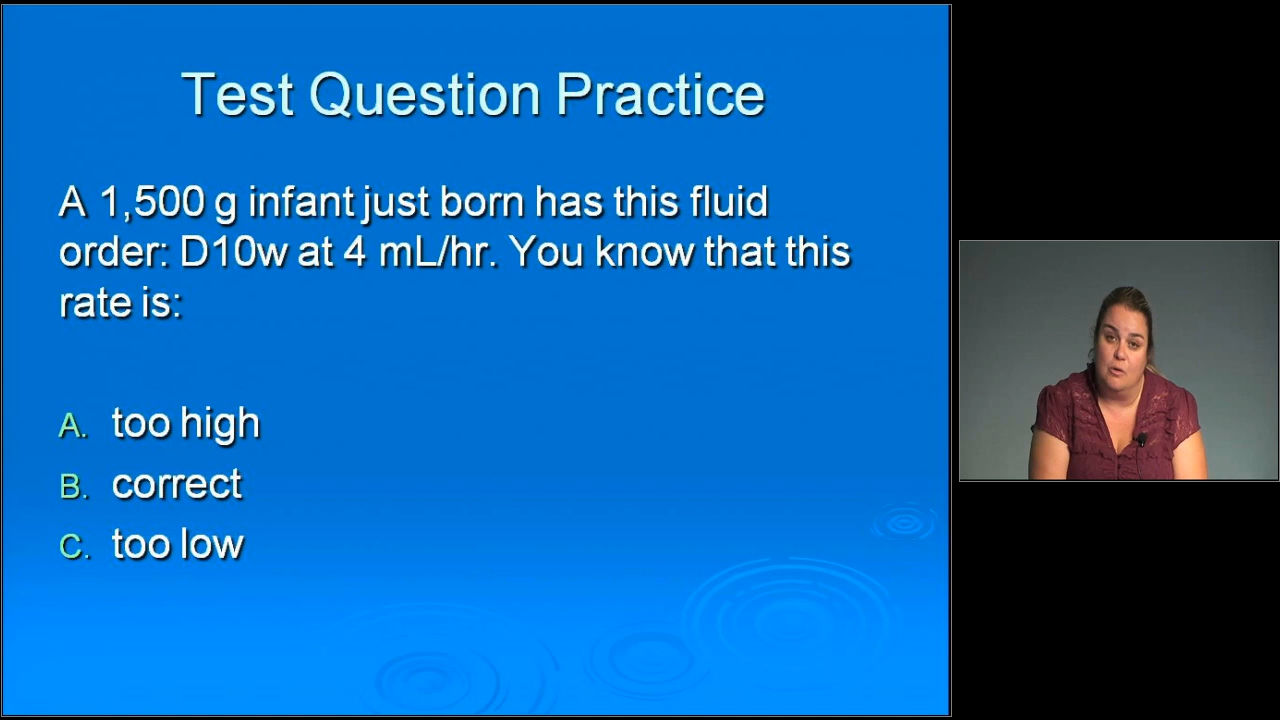 Test Question Practice
A 1,500 g infant just born has this fluid
order: D10w at 4 mL/hr. You know that this
rate is:
A. too high
B. correct
C. too low